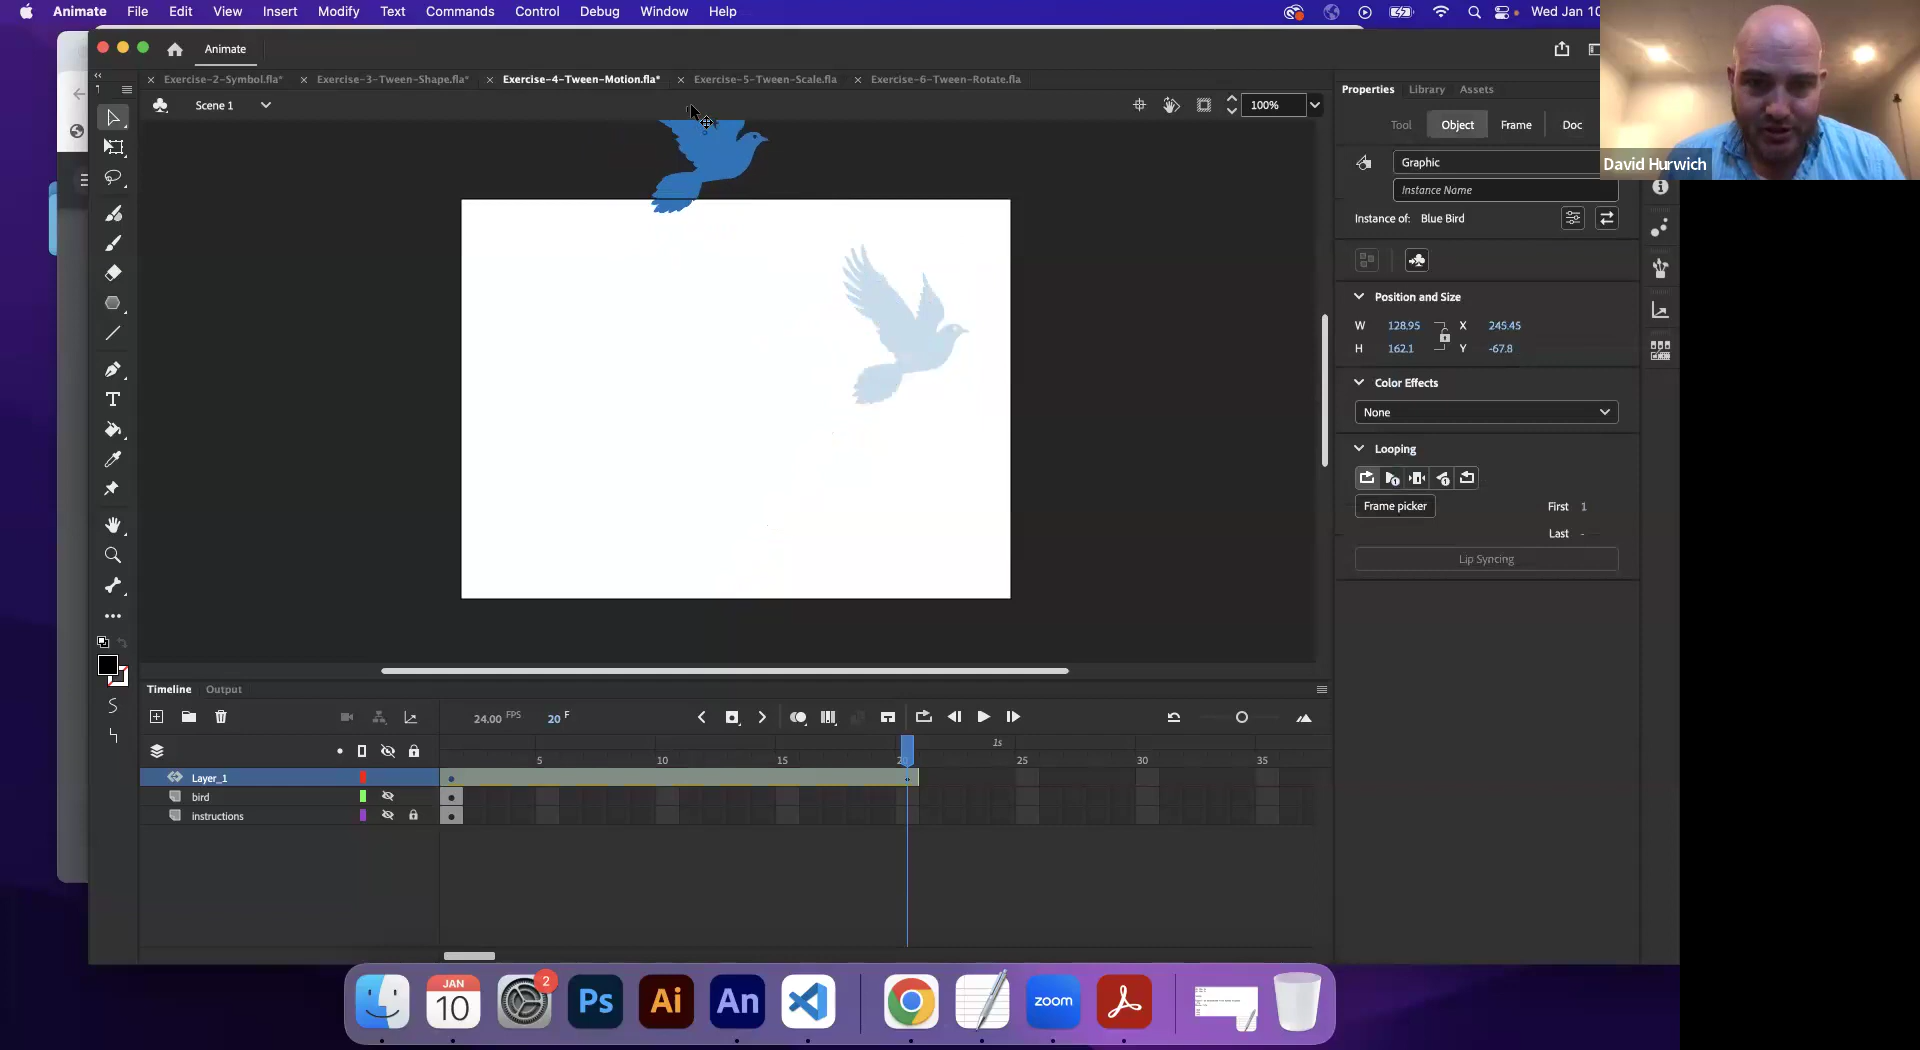 Animate File Edit View Insert Modify Text Commands Control Debug Window Help Wed Jan 10
Animate
Exercise-2-Symbol.fla* Exercise-3-Tween-Shape.fla* Exercise-4-Tween-Motion.fla* Exercise-5-Tween-Scale.fla Exercise-6-Tween-Rotate.fla
Scene 1 100%
Properties Library Assets
Tool Object Frame Doc
Graphic
David Hurwich
Instance Name
Instance of: Blue Bird
Position and Size
W 128.95 X 245.45
H 162.1 Y -67.8
Color Effects
None
Looping
Frame picker First 1
Last -
Lip Syncing
Timeline Output
24.00 FPS 20 F
1s
5 10 15 20 25 30 35
Layer_1
bird
instructions
2
JAN
10 Ps Ai An zoom